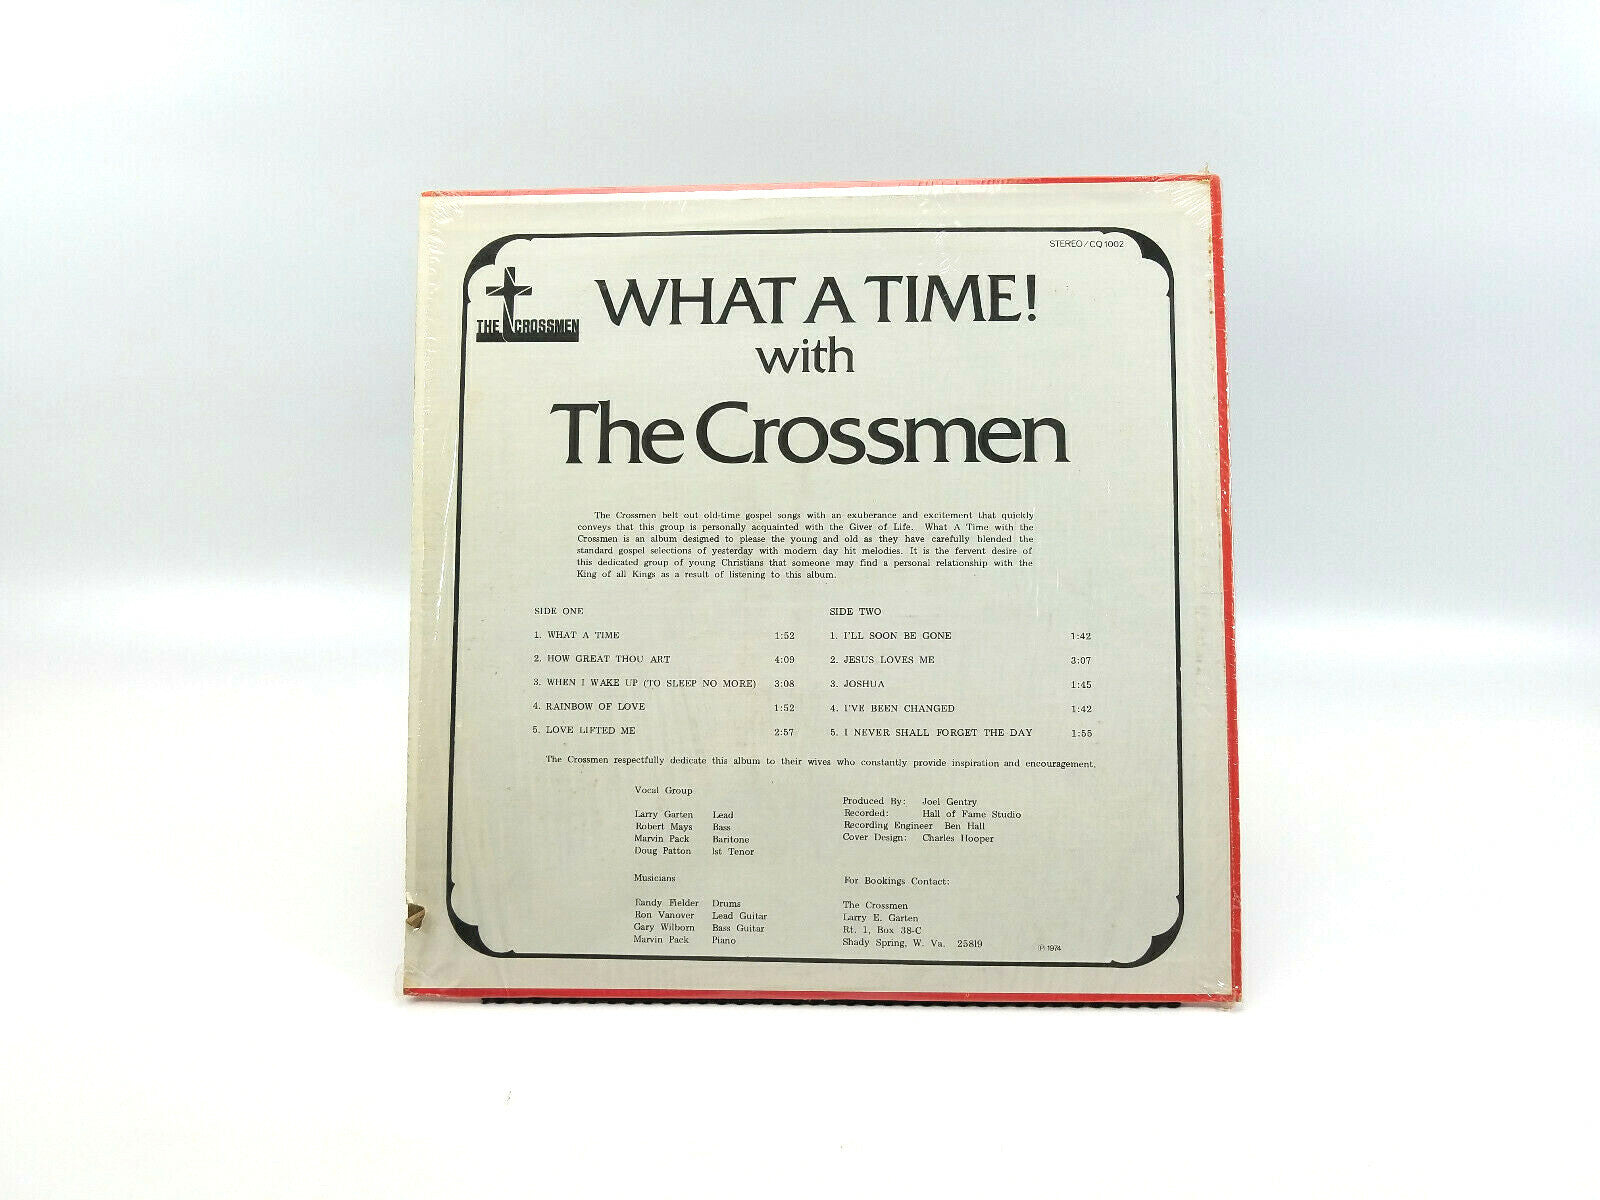 STEREO/CQ 1002
THE CROSSMEN
WHAT A TIME!
with
The Crossmen
The Crossmen belt out old-time gospel songs with an exuberance and excitement that quickly
conveys that this group is personally acquainted with the Giver of Life. What A Time with the
Crossmen is an album designed to please the young and old as they have carefully blended the
standard gospel selections of yesterday with modern day hit melodies. It is the fervent desire of
this dedicated group of young Christians that someone may find a personal relationship with the
King of all Kings as a result of listening to this album.
SIDE ONE
1. WHAT A TIME 1:52
2. HOW GREAT THOU ART 4:09
3. WHEN I WAKE UP (TO SLEEP NO MORE) 3:08
4. RAINBOW OF LOVE 1:52
5. LOVE LIFTED ME 2:57
SIDE TWO
1. I'LL SOON BE GONE 1:42
2. JESUS LOVES ME 3:07
3. JOSHUA 1:45
4. I'VE BEEN CHANGED 1:42
5. I NEVER SHALL FORGET THE DAY 1:55
The Crossmen respectfully dedicate this album to their wives who constantly provide inspiration and encouragement.
Vocal Group
Larry Garten Lead
Robert Mays Bass
Marvin Pack Baritone
Doug Patton 1st Tenor
Musicians
Randy Fielder Drums
Ron Vanover Lead Guitar
Gary Wilborn Bass Guitar
Marvin Pack Piano
Produced By: Joel Gentry
Recorded: Hall of Fame Studio
Recording Engineer Ben Hall
Cover Design: Charles Hooper
For Bookings Contact:
The Crossmen
Larry E. Garten
Rt. 1, Box 38-C
Shady Spring, W. Va. 25819
℗ 1974